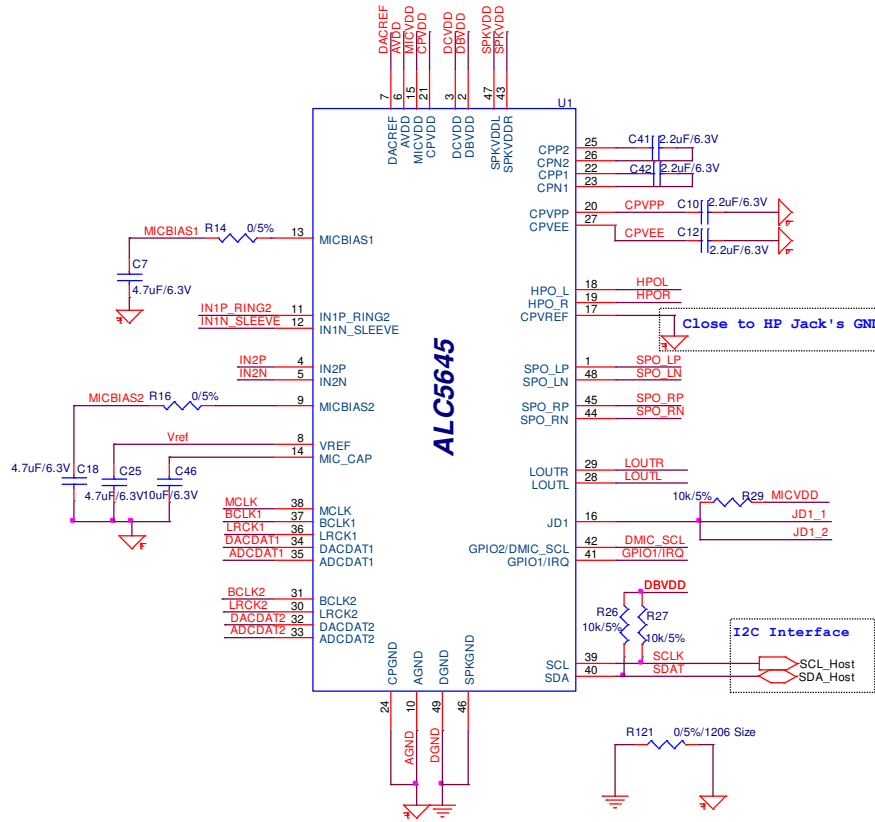 DACREF
AVDD
MICVDD
CPVDD
DCVDD
DBVDD
SPKVDD
SPKVDD
7
6
15
21
3
2
47
43
U1
DACREF
AVDD
MICVDD
CPVDD
DCVDD
DBVDD
SPKVDDL
SPKVDDR
ALC5645
MICBIAS1
R14 0/5%
13
MICBIAS1
C7
4.7uF/6.3V
IN1P_RING2
11
IN1P_RING2
IN1N_SLEEVE
12
IN1N_SLEEVE
IN2P
4
IN2P
IN2N
5
IN2N
MICBIAS2
R16 0/5%
9
MICBIAS2
Vref
8
VREF
14
MIC_CAP
4.7uF/6.3V
C18
C25
4.7uF/6.3V
C46
10uF/6.3V
MCLK
38
MCLK
BCLK1
37
BCLK1
LRCK1
36
LRCK1
DACDAT1
34
DACDAT1
ADCDAT1
35
ADCDAT1
BCLK2
31
BCLK2
LRCK2
30
LRCK2
DACDAT2
32
DACDAT2
ADCDAT2
33
ADCDAT2
CPP2
25
C41
2.2uF/6.3V
CPN2
26
CPP1
22
C42
2.2uF/6.3V
CPN1
23
CPVPP
20
CPVPP
C10
2.2uF/6.3V
CPVEE
27
CPVEE
C12
2.2uF/6.3V
HPO_L
18
HPOL
HPO_R
19
HPOR
CPVREF
17
Close to HP Jack's GND
SPO_LP
1
SPO_LP
SPO_LN
48
SPO_LN
SPO_RP
45
SPO_RP
SPO_RN
44
SPO_RN
LOUTR
29
LOUTR
LOUTL
28
LOUTL
10k/5%
R29
MICVDD
JD1
16
JD1_1
JD1_2
GPIO2/DMIC_SCL
42
DMIC_SCL
GPIO1/IRQ
41
GPIO1/IRQ
DBVDD
R26
10k/5%
R27
10k/5%
I2C Interface
SCL
39
SCLK
SCL_Host
SDA
40
SDAT
SDA_Host
CPGND
AGND
DGND
SPKGND
24
10
49
46
AGND
DGND
R121 0/5%/1206 Size